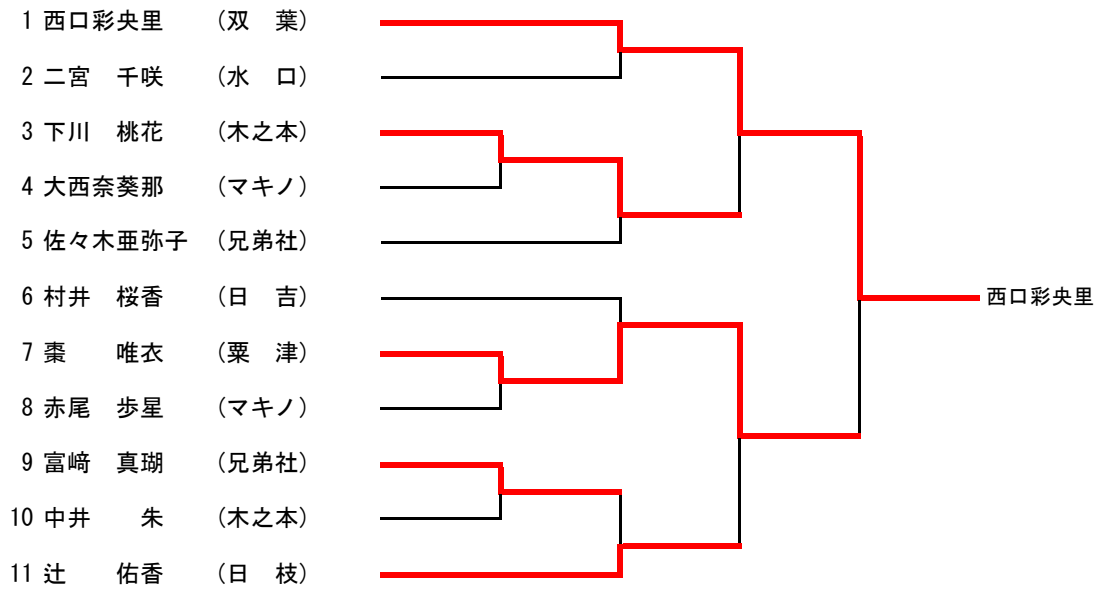 1 西口彩央里 （双　葉）
2 二宮　千咲 （水　口）
3 下川　桃花 （木之本）
4 大西奈葵那 （マキノ）
5 佐々木亜弥子 （兄弟社）
6 村井　桜香 （日　吉）
西口彩央里
7 棗　　唯衣 （粟　津）
8 赤尾　歩星 （マキノ）
9 富﨑　真瑚 （兄弟社）
10 中井　　朱 （木之本）
11 辻　　佑香 （日　枝）